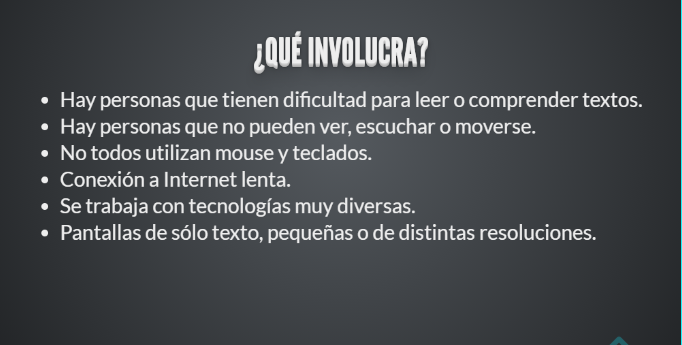 ¿QUÉ INVOLUCRA?
• Hay personas que tienen dificultad para leer o comprender textos.
• Hay personas que no pueden ver, escuchar o moverse.
• No todos utilizan mouse y teclados.
• Conexión a Internet lenta.
• Se trabaja con tecnologías muy diversas.
• Pantallas de sólo texto, pequeñas o de distintas resoluciones.